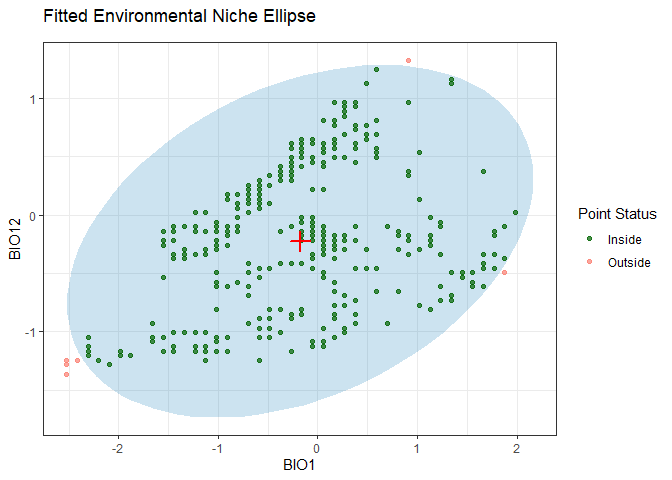 Fitted Environmental Niche Ellipse
1
0
-1
BIO12
-2
-1
0
1
2
BIO1
Point Status
Inside
Outside